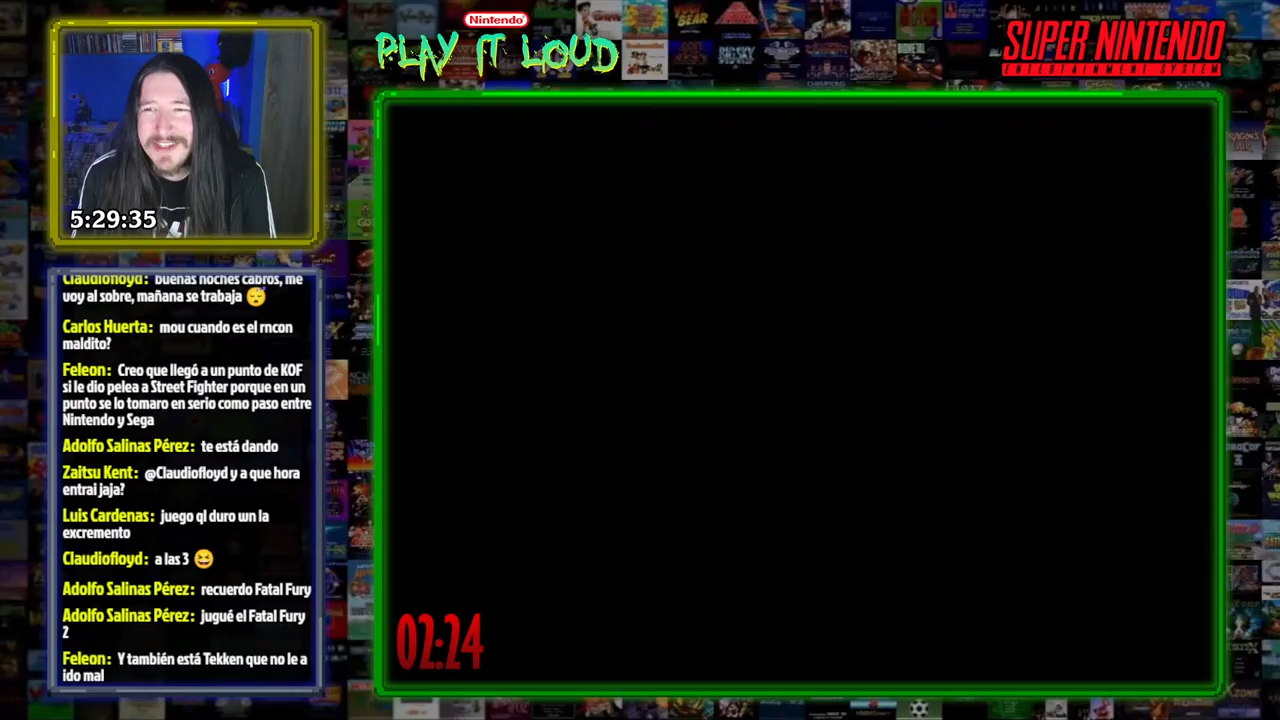 Nintendo
PLAY IT LOUD
SUPER NINTENDO
ENTERTAINMENT SYSTEM
5:29:35
Claudiofloyd: buenas noches cabros, me
voy al sobre, mañana se trabaja 😴
Carlos Huerta: mou cuando es el rncon
maldito?
Feleon: Creo que llegó a un punto de KOF
si le dio pelea a Street Fighter porque en un
punto se lo tomaro en serio como paso entre
Nintendo y Sega
Adolfo Salinas Pérez: te está dando
Zaitsu Kent: @Claudiofloyd y a que hora
entrai jaja?
Luis Cardenas: juego ql duro wn la
excremento
Claudiofloyd: a las 3 😆
Adolfo Salinas Pérez: recuerdo Fatal Fury
Adolfo Salinas Pérez: jugué el Fatal Fury
2
Feleon: Y también está Tekken que no le a
ido mal
02:24